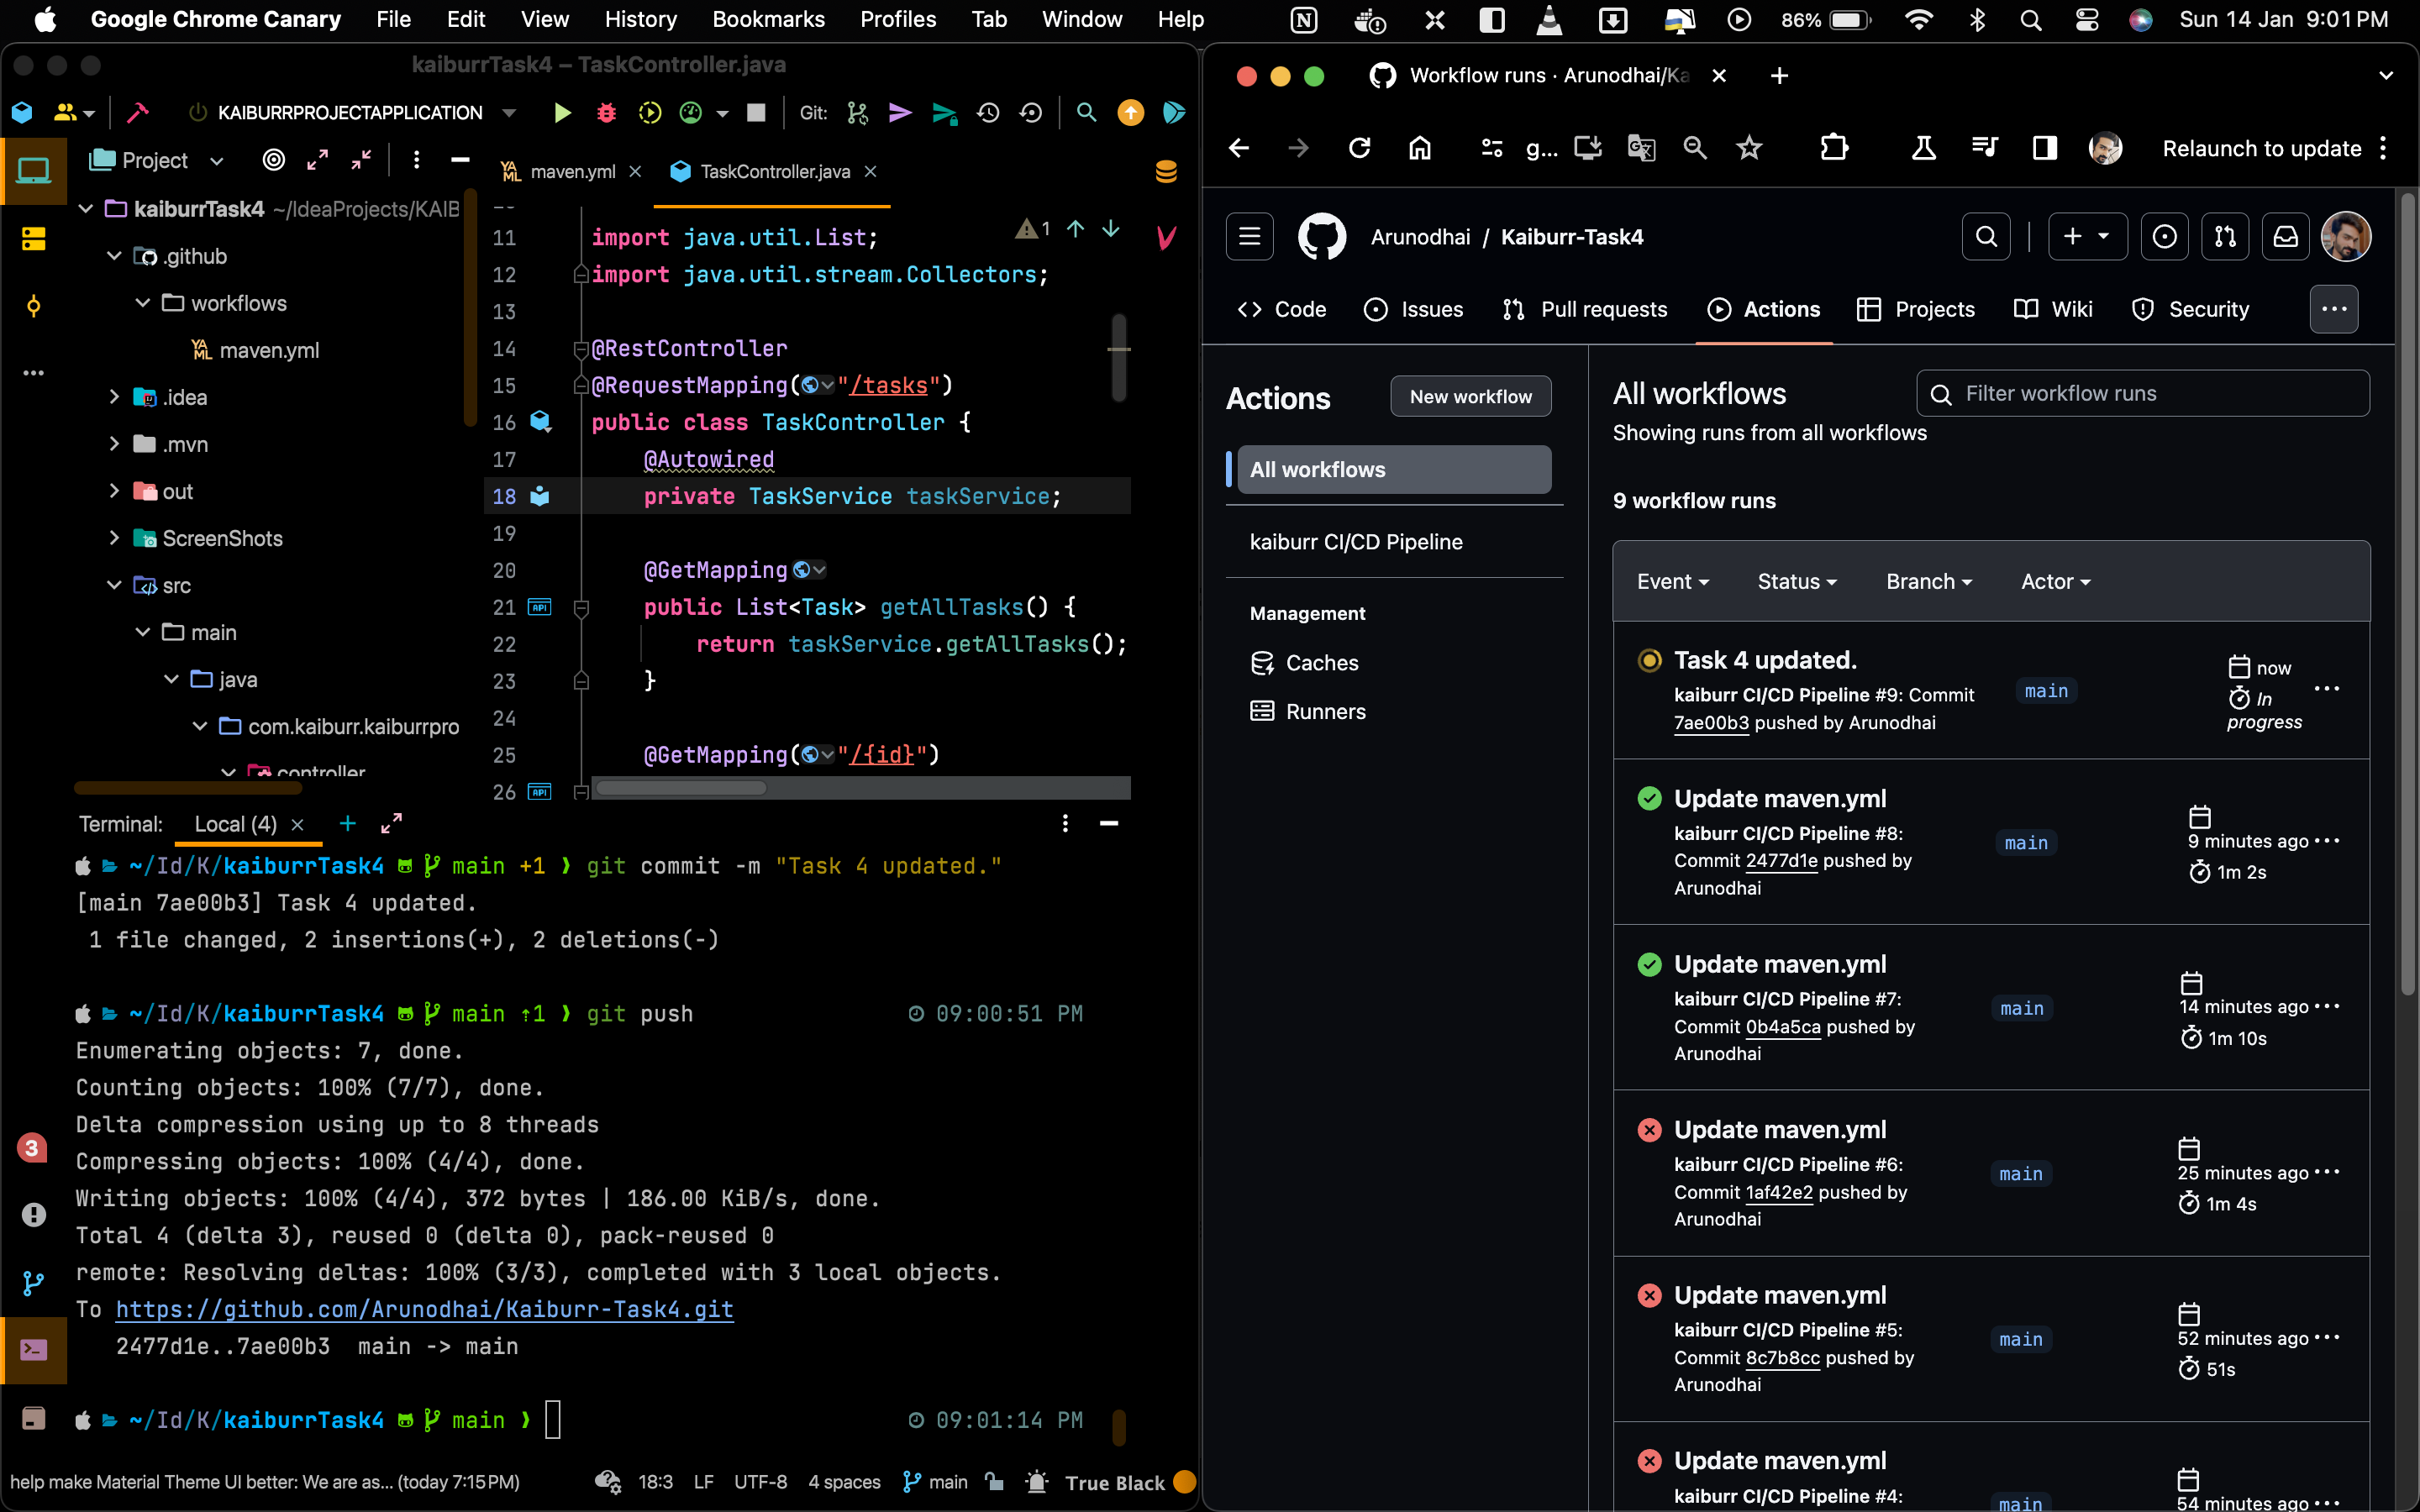 Google Chrome Canary File Edit View History Bookmarks Profiles Tab Window Help 86% Sun 14 Jan 9:01 PM
kaiburrTask4 – TaskController.java
KAIBURRPROJECTAPPLICATION Git:
Project
maven.yml TaskController.java
kaiburrTask4 ~/IdeaProjects/KAIB
.github
workflows
maven.yml
.idea
.mvn
out
ScreenShots
src
main
java
com.kaiburr.kaiburrpro
controller
1
11 import java.util.List;
12 import java.util.stream.Collectors;
13
14 @RestController
15 @RequestMapping("/tasks")
16 public class TaskController {
17 @Autowired
18 private TaskService taskService;
19
20 @GetMapping
21 public List<Task> getAllTasks() {
22 return taskService.getAllTasks();
23 }
24
25 @GetMapping("/{id}")
26
Terminal: Local (4)
~/Id/K/kaiburrTask4 main +1 ❯ git commit -m "Task 4 updated."
[main 7ae00b3] Task 4 updated.
1 file changed, 2 insertions(+), 2 deletions(-)
~/Id/K/kaiburrTask4 main ⇡1 ❯ git push 09:00:51 PM
Enumerating objects: 7, done.
Counting objects: 100% (7/7), done.
Delta compression using up to 8 threads
Compressing objects: 100% (4/4), done.
Writing objects: 100% (4/4), 372 bytes | 186.00 KiB/s, done.
Total 4 (delta 3), reused 0 (delta 0), pack-reused 0
remote: Resolving deltas: 100% (3/3), completed with 3 local objects.
To https://github.com/Arunodhai/Kaiburr-Task4.git
2477d1e..7ae00b3 main -> main
~/Id/K/kaiburrTask4 main ❯ 09:01:14 PM
3
help make Material Theme UI better: We are as... (today 7:15 PM) 18:3 LF UTF-8 4 spaces main True Black
Workflow runs · Arunodhai/Ka
g... Relaunch to update
Arunodhai / Kaiburr-Task4
Code Issues Pull requests Actions Projects Wiki Security
Actions New workflow
All workflows
kaiburr CI/CD Pipeline
Management
Caches
Runners
All workflows
Filter workflow runs
Showing runs from all workflows
9 workflow runs
Event Status Branch Actor
Task 4 updated.
kaiburr CI/CD Pipeline #9: Commit
7ae00b3 pushed by Arunodhai
main
now
In
progress
Update maven.yml
kaiburr CI/CD Pipeline #8:
Commit 2477d1e pushed by
Arunodhai
main
9 minutes ago
1m 2s
Update maven.yml
kaiburr CI/CD Pipeline #7:
Commit 0b4a5ca pushed by
Arunodhai
main
14 minutes ago
1m 10s
Update maven.yml
kaiburr CI/CD Pipeline #6:
Commit 1af42e2 pushed by
Arunodhai
main
25 minutes ago
1m 4s
Update maven.yml
kaiburr CI/CD Pipeline #5:
Commit 8c7b8cc pushed by
Arunodhai
main
52 minutes ago
51s
Update maven.yml
kaiburr CI/CD Pipeline #4:
main
54 minutes ago